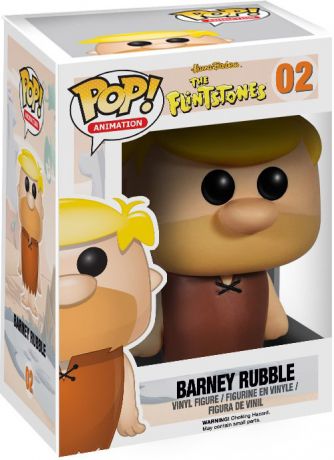 POP!
ANIMATION
Hanna-Barbera
THE
FLINTSTONES
02
BARNEY RUBBLE
02
BARNEY RUBBLE
VINYL FIGURE / FIGURINE EN VINYLE /
FIGURA DE VINIL
WARNING: Choking Hazard.
May contain small parts.